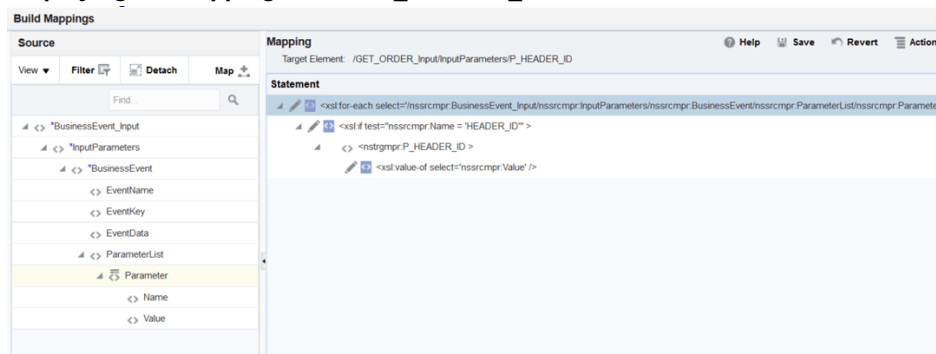 Build Mappings
Source
View Filter Detach Map
Find...
*BusinessEvent_Input
*InputParameters
*BusinessEvent
EventName
EventKey
EventData
ParameterList
Parameter
Name
Value
Mapping
Help Save Revert Action
Target Element: /GET_ORDER_Input/InputParameters/P_HEADER_ID
Statement
<xsl:for-each select='/nssrcmpr:BusinessEvent_Input/nssrcmpr:InputParameters/nssrcmpr:BusinessEvent/nssrcmpr:ParameterList/nssrcmpr:Paramete
<xsl:if test="nssrcmpr:Name = 'HEADER_ID'" >
<nstrgmpr:P_HEADER_ID >
<xsl:value-of select='nssrcmpr:Value' />